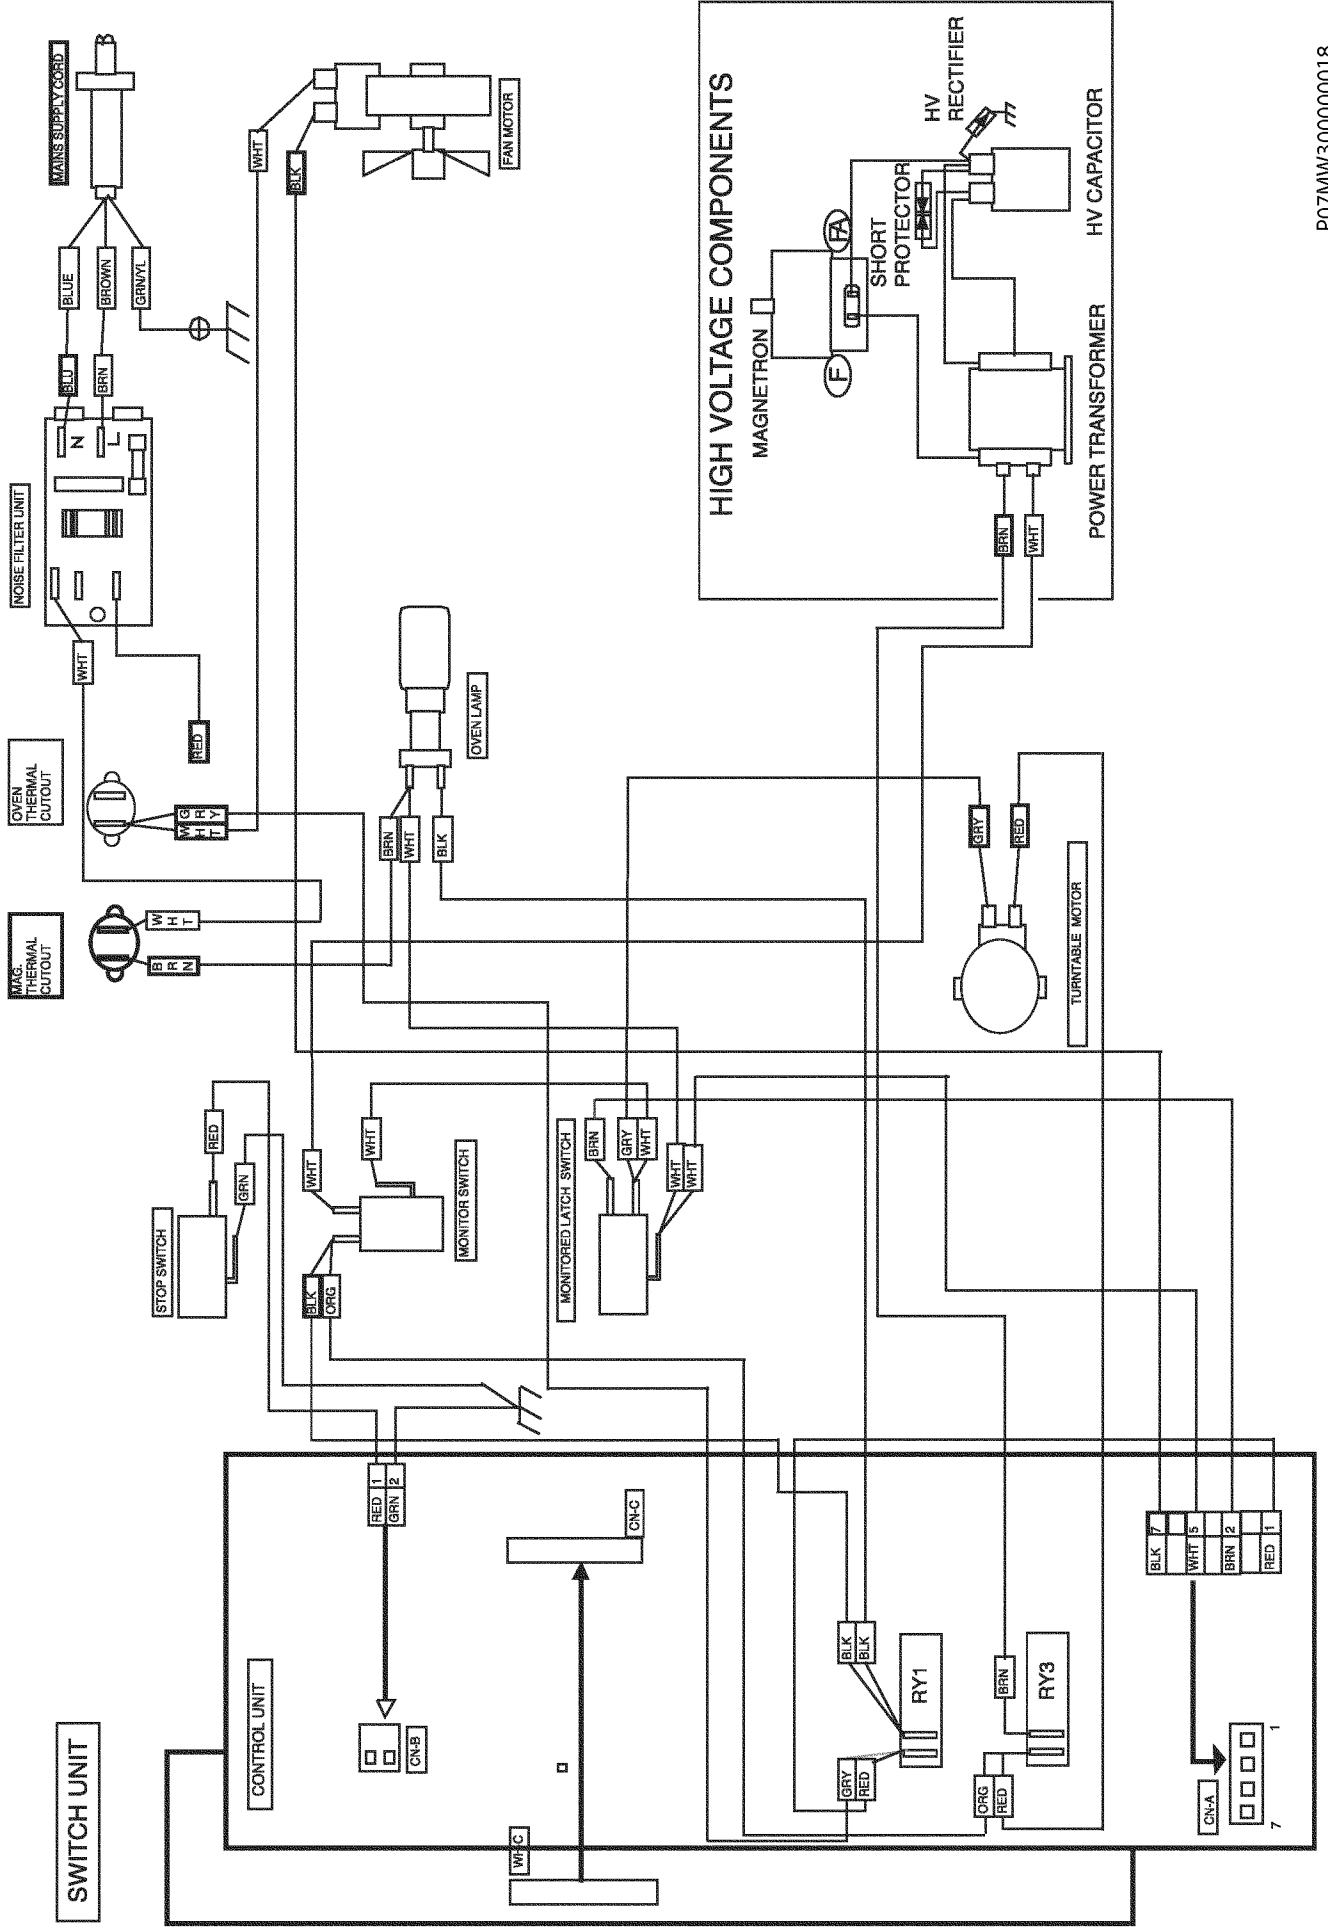 MAINS SUPPLY CORD
BLUE
BROWN
GRN/YL
BLU
BRN
N
L
NOISE FILTER UNIT
WHT
RED
WHT
BLK
FAN MOTOR
OVEN
THERMAL
CUTOUT
WHT
GRY
MAG.
THERMAL
CUTOUT
WHT
BRN
OVEN LAMP
BRN
WHT
BLK
HIGH VOLTAGE COMPONENTS
MAGNETRON
F
FA
SHORT
PROTECTOR
HV
RECTIFIER
HV CAPACITOR
POWER TRANSFORMER
BRN
WHT
GRY
RED
TURNTABLE MOTOR
STOP SWITCH
RED
GRN
MONITOR SWITCH
WHT
WHT
BLK
ORG
MONITORED LATCH SWITCH
BRN
GRY
WHT
WHT
WHT
SWITCH UNIT
CONTROL UNIT
RED 1
GRN 2
CN-B
CN-C
BLK
BLK
RY1
GRY
RED
BRN
RY3
ORG
RED
BLK 7
WHT 5
BRN 2
RED 1
CN-A
1
7
P07MW3000000018